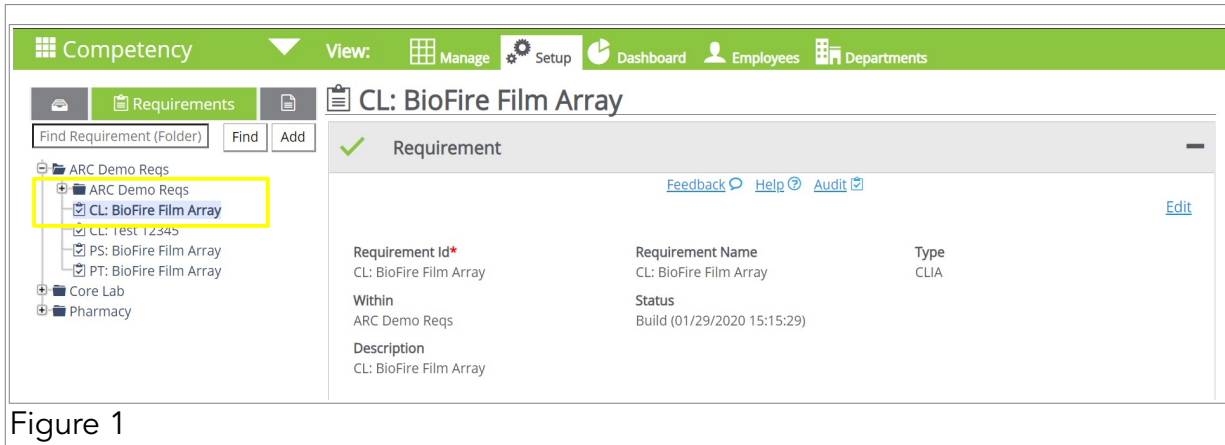 Competency View: Manage Setup Dashboard Employees Departments
Requirements
Find Requirement (Folder) Find Add
ARC Demo Reqs
ARC Demo Reqs
CL: BioFire Film Array
CL: Test 12345
PS: BioFire Film Array
PT: BioFire Film Array
Core Lab
Pharmacy
CL: BioFire Film Array
Requirement
Feedback Help Audit
Edit
Requirement Id* Requirement Name Type
CL: BioFire Film Array CL: BioFire Film Array CLIA
Within Status
ARC Demo Reqs Build (01/29/2020 15:15:29)
Description
CL: BioFire Film Array
Figure 1